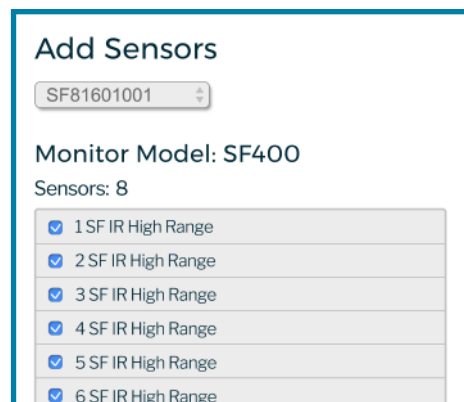 Add Sensors
SF81601001
Monitor Model: SF400
Sensors: 8
1 SF IR High Range
2 SF IR High Range
3 SF IR High Range
4 SF IR High Range
5 SF IR High Range
6 SF IR High Range